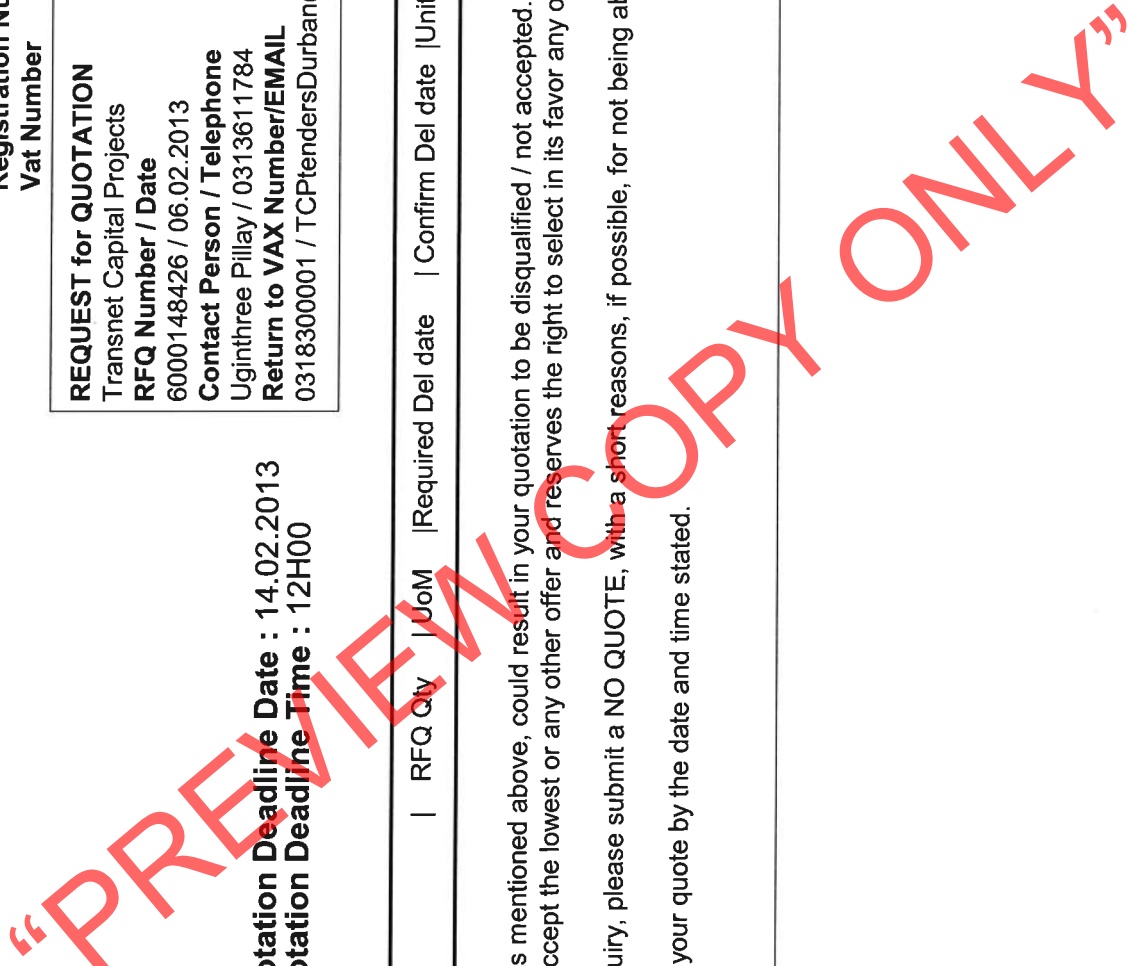 Vat Number
REQUEST for QUOTATION
Transnet Capital Projects
RFQ Number / Date
6000148426 / 06.02.2013
Contact Person / Telephone
Uginthree Pillay / 0313611784
Return to VAX Number/EMAIL
0318300001 / TCPtendersDurban
otation Deadline Date : 14.02.2013
otation Deadline Time : 12H00
| RFQ Qty | UoM |Required Del date | Confirm Del date |Unit
s mentioned above, could result in your quotation to be disqualified / not accepted.
ccept the lowest or any other offer and reserves the right to select in its favor any o
uiry, please submit a NO QUOTE, with a short reasons, if possible, for not being ab
your quote by the date and time stated.
“PREVIEW COPY ONLY”